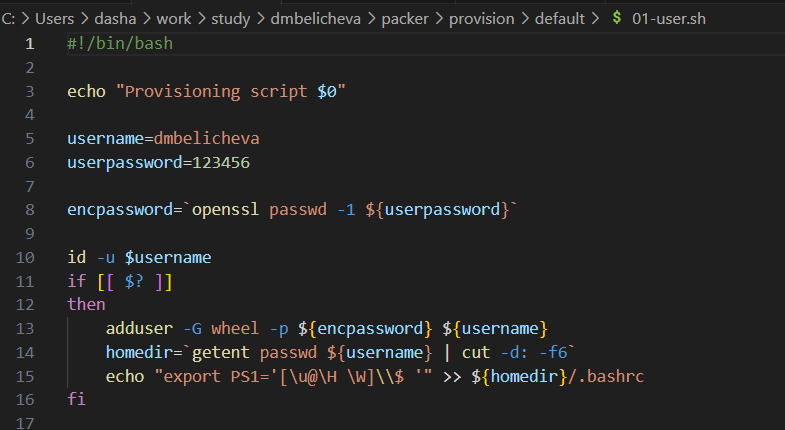 C: > Users > dasha > work > study > dmbelicheva > packer > provision > default > $ 01-user.sh
1 #!/bin/bash
2
3 echo "Provisioning script $0"
4
5 username=dmbelicheva
6 userpassword=123456
7
8 encpassword=`openssl passwd -1 ${userpassword}`
9
10 id -u $username
11 if [[ $? ]]
12 then
13     adduser -G wheel -p ${encpassword} ${username}
14     homedir=`getent passwd ${username} | cut -d: -f6`
15     echo "export PS1='[\u@\H \W]\\$ '" >> ${homedir}/.bashrc
16 fi
17